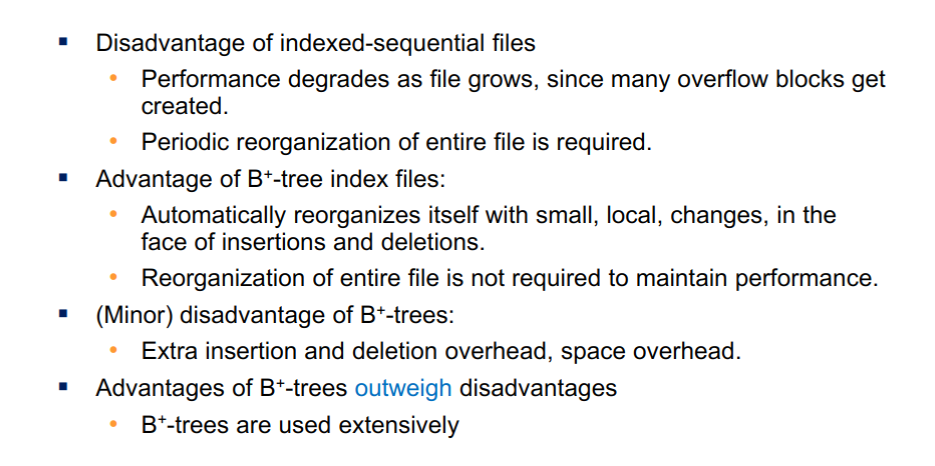 ▪ Disadvantage of indexed-sequential files
• Performance degrades as file grows, since many overflow blocks get
created.
• Periodic reorganization of entire file is required.
▪ Advantage of B⁺-tree index files:
• Automatically reorganizes itself with small, local, changes, in the
face of insertions and deletions.
• Reorganization of entire file is not required to maintain performance.
▪ (Minor) disadvantage of B⁺-trees:
• Extra insertion and deletion overhead, space overhead.
▪ Advantages of B⁺-trees outweigh disadvantages
• B⁺-trees are used extensively